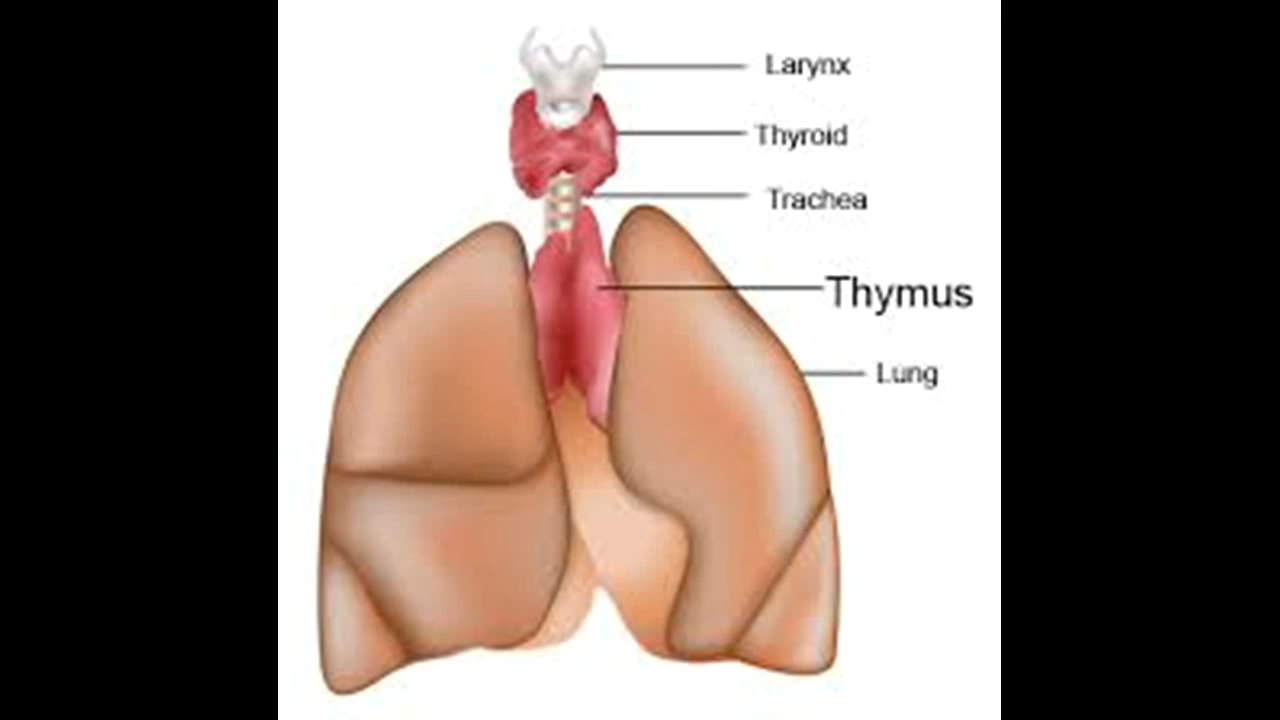 Larynx
Thyroid
Trachea
Thymus
Lung